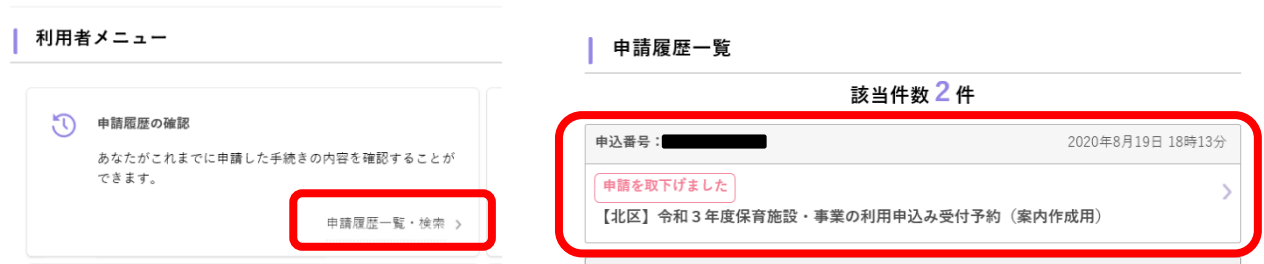 利用者メニュー
申請履歴の確認
あなたがこれまでに申請した手続きの内容を確認することが
できます。
申請履歴一覧・検索
申請履歴一覧
該当件数 2 件
申込番号：
2020年8月19日 18時13分
申請を取下げました
【北区】令和３年度保育施設・事業の利用申込み受付予約（案内作成用）